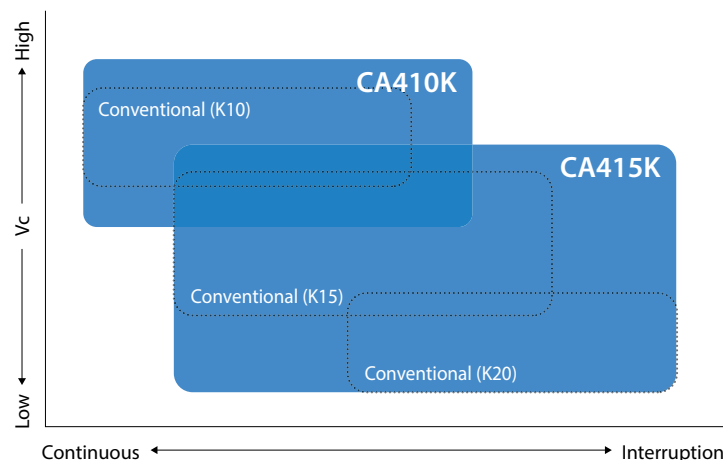 High
CA410K
Conventional (K10)
CA415K
Vc
Conventional (K15)
Conventional (K20)
Low
Continuous
Interruption